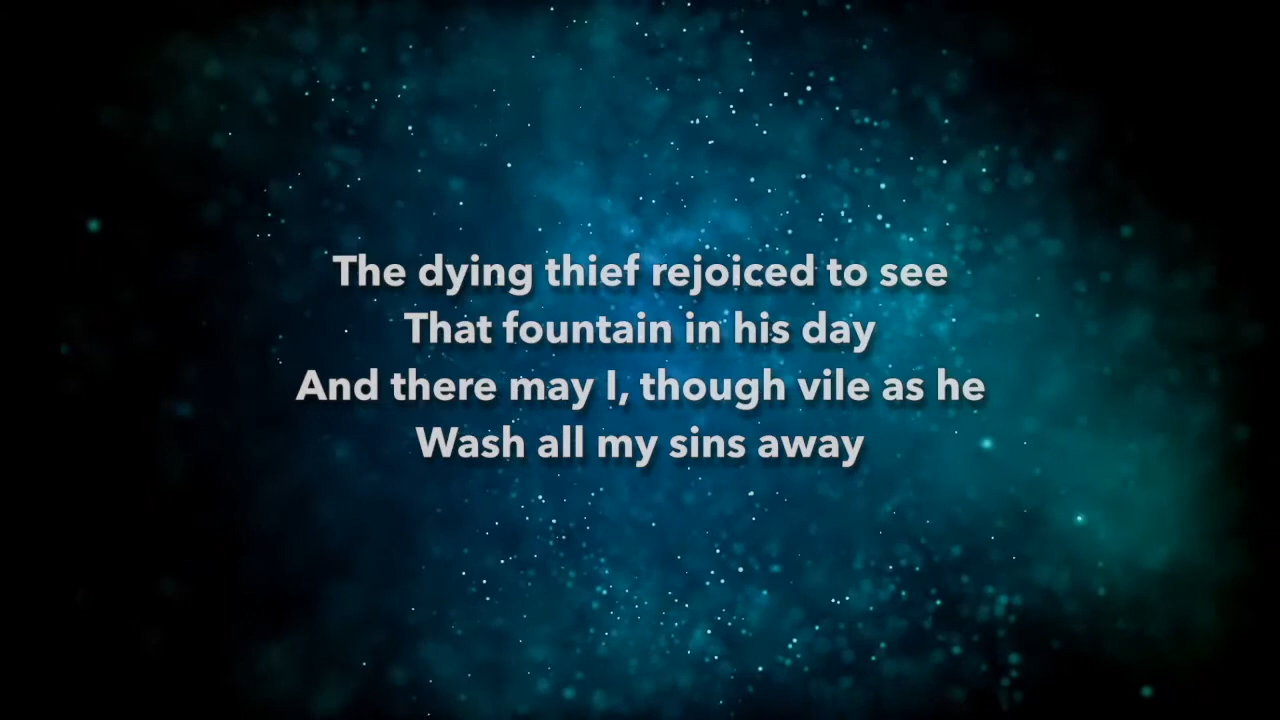 The dying thief rejoiced to see
That fountain in his day
And there may I, though vile as he
Wash all my sins away